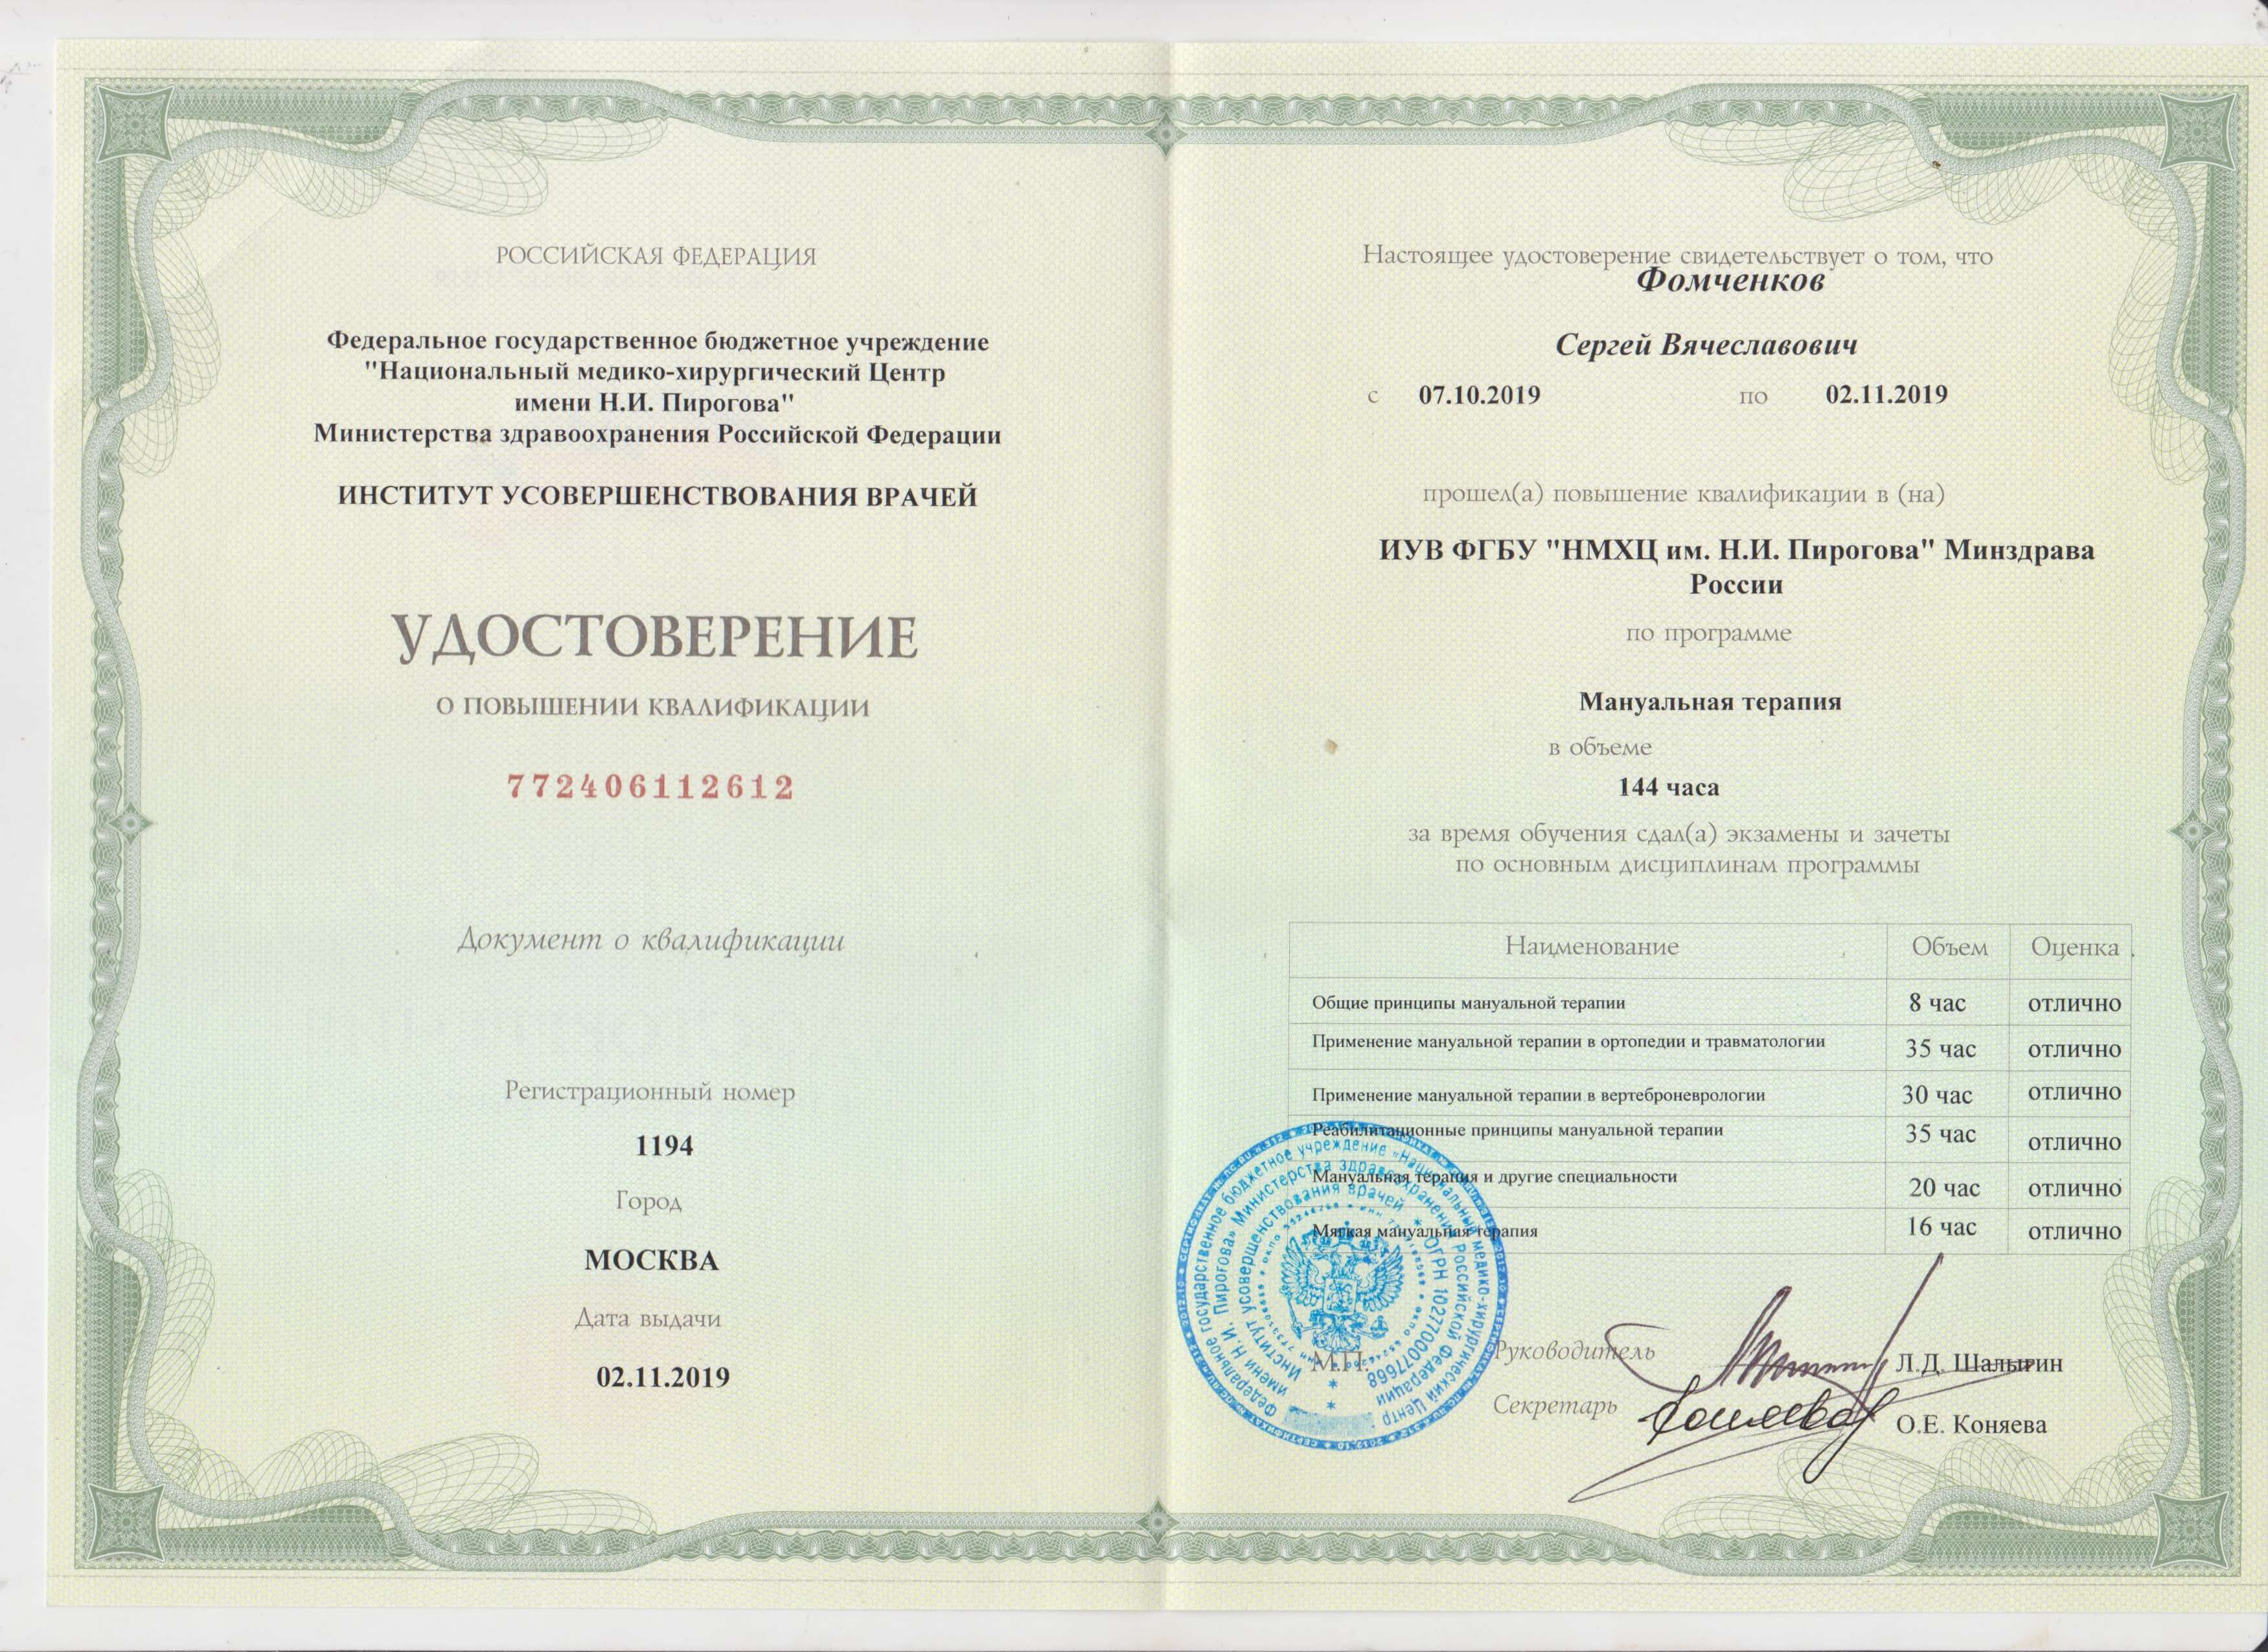 РОССИЙСКАЯ ФЕДЕРАЦИЯ
Федеральное государственное бюджетное учреждение
"Национальный медико-хирургический Центр
имени Н.И. Пирогова"
Министерства здравоохранения Российской Федерации
ИНСТИТУТ УСОВЕРШЕНСТВОВАНИЯ ВРАЧЕЙ
УДОСТОВЕРЕНИЕ
О ПОВЫШЕНИИ КВАЛИФИКАЦИИ
772406112612
Документ о квалификации
Регистрационный номер
1194
Город
МОСКВА
Дата выдачи
02.11.2019
Настоящее удостоверение свидетельствует о том, что
Фомченков
Сергей Вячеславович
с 07.10.2019 по 02.11.2019
прошел(а) повышение квалификации в (на)
ИУВ ФГБУ "НМХЦ им. Н.И. Пирогова" Минздрава
России
по программе
Мануальная терапия
в объеме
144 часа
за время обучения сдал(а) экзамены и зачеты
по основным дисциплинам программы
Наименование Объем Оценка
Общие принципы мануальной терапии 8 час отлично
Применение мануальной терапии в ортопедии и травматологии 35 час отлично
Применение мануальной терапии в вертеброневрологии 30 час отлично
Реабилитационные принципы мануальной терапии 35 час отлично
Мануальная терапия и другие специальности 20 час отлично
Мягкая мануальная терапия 16 час отлично
Федеральное государственное бюджетное учреждение «Национальный медико-хирургический Центр
имени Н.И. Пирогова» Министерства здравоохранения Российской Федерации
Институт усовершенствования врачей * ОГРН 1027700007668
М.П.
Руководитель Л.Д. Шалыгин
Секретарь О.Е. Коняева